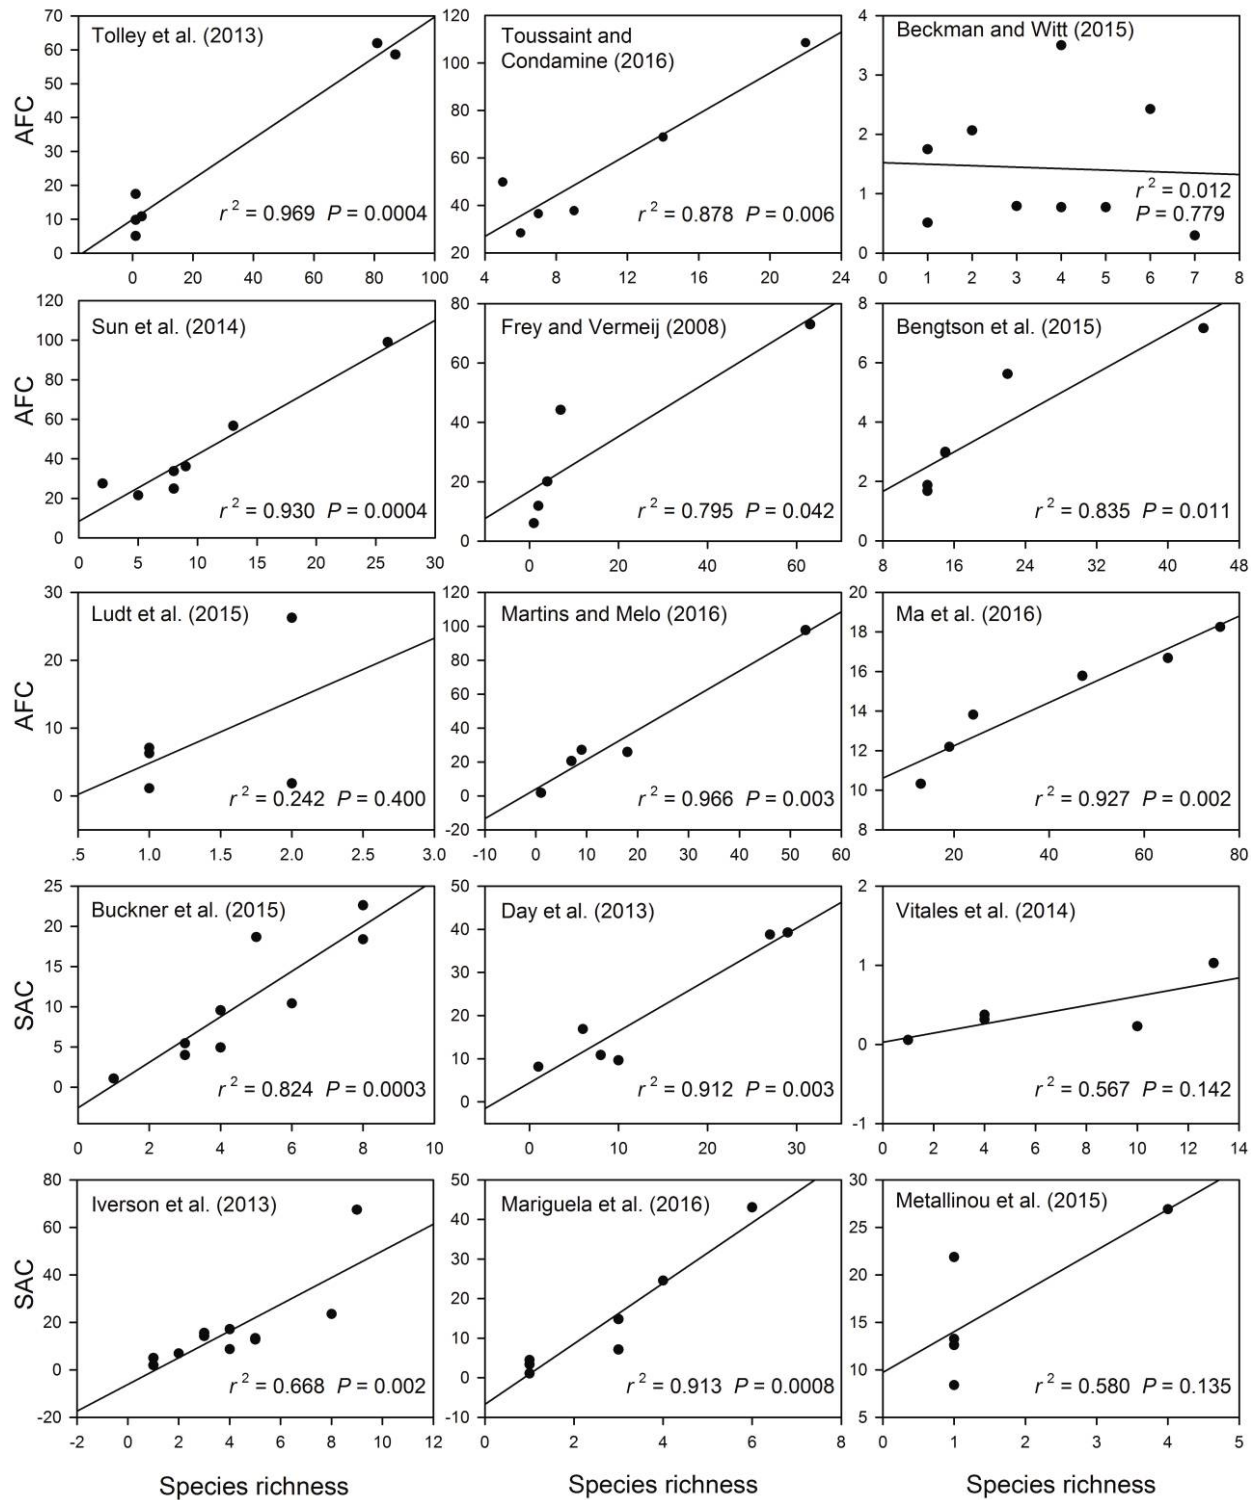 Tolley et al. (2013)
AFC
70
60
50
40
30
20
10
0
0 20 40 60 80 100
r 2 = 0.969 P = 0.0004
Toussaint and
Condamine (2016)
120
100
80
60
40
20
4 8 12 16 20 24
r 2 = 0.878 P = 0.006
Beckman and Witt (2015)
4
3
2
1
0
0 1 2 3 4 5 6 7 8
r 2 = 0.012
P = 0.779
Sun et al. (2014)
AFC
120
100
80
60
40
20
0
0 5 10 15 20 25 30
r 2 = 0.930 P = 0.0004
Frey and Vermeij (2008)
80
60
40
20
0
0 20 40 60
r 2 = 0.795 P = 0.042
Bengtson et al. (2015)
8
6
4
2
0
8 16 24 32 40 48
r 2 = 0.835 P = 0.011
Ludt et al. (2015)
AFC
30
20
10
0
.5 1.0 1.5 2.0 2.5 3.0
r 2 = 0.242 P = 0.400
Martins and Melo (2016)
120
100
80
60
40
20
0
-20
-10 0 10 20 30 40 50 60
r 2 = 0.966 P = 0.003
Ma et al. (2016)
20
18
16
14
12
10
8
20 40 60 80
r 2 = 0.927 P = 0.002
Buckner et al. (2015)
SAC
25
20
15
10
5
0
0 2 4 6 8 10
r 2 = 0.824 P = 0.0003
Day et al. (2013)
50
40
30
20
10
0
0 10 20 30
r 2 = 0.912 P = 0.003
Vitales et al. (2014)
2
1
0
-1
0 2 4 6 8 10 12 14
r 2 = 0.567 P = 0.142
Iverson et al. (2013)
SAC
80
60
40
20
0
-20
-2 0 2 4 6 8 10 12
r 2 = 0.668 P = 0.002
Species richness
Mariguela et al. (2016)
50
40
30
20
10
0
-10
0 2 4 6 8
r 2 = 0.913 P = 0.0008
Species richness
Metallinou et al. (2015)
30
25
20
15
10
5
0 1 2 3 4 5
r 2 = 0.580 P = 0.135
Species richness